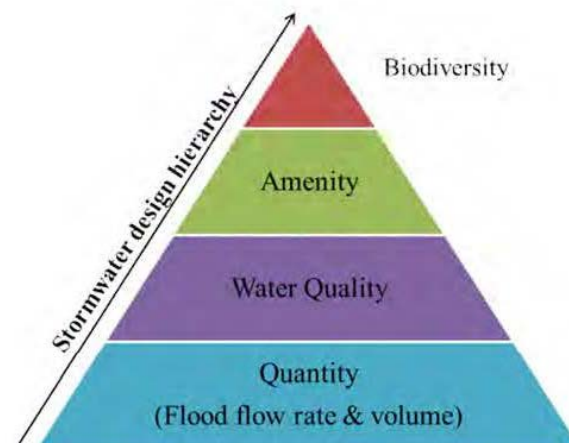 Stormwater design hierarchy
Biodiversity
Amenity
Water Quality
Quantity
(Flood flow rate & volume)